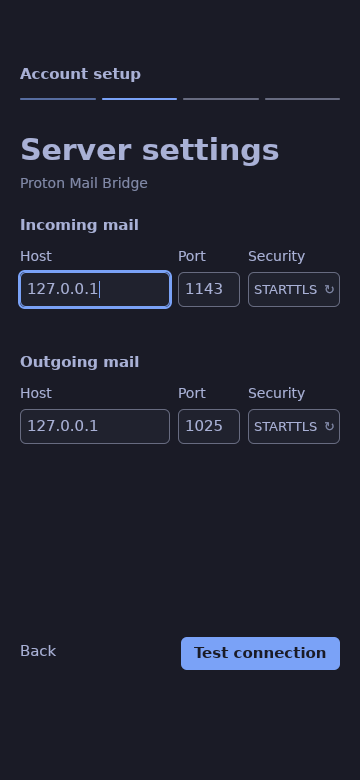 Account setup
Server settings
Proton Mail Bridge
Incoming mail
Host Port Security
127.0.0.1 1143 STARTTLS ↻
Outgoing mail
Host Port Security
127.0.0.1 1025 STARTTLS ↻
Back Test connection